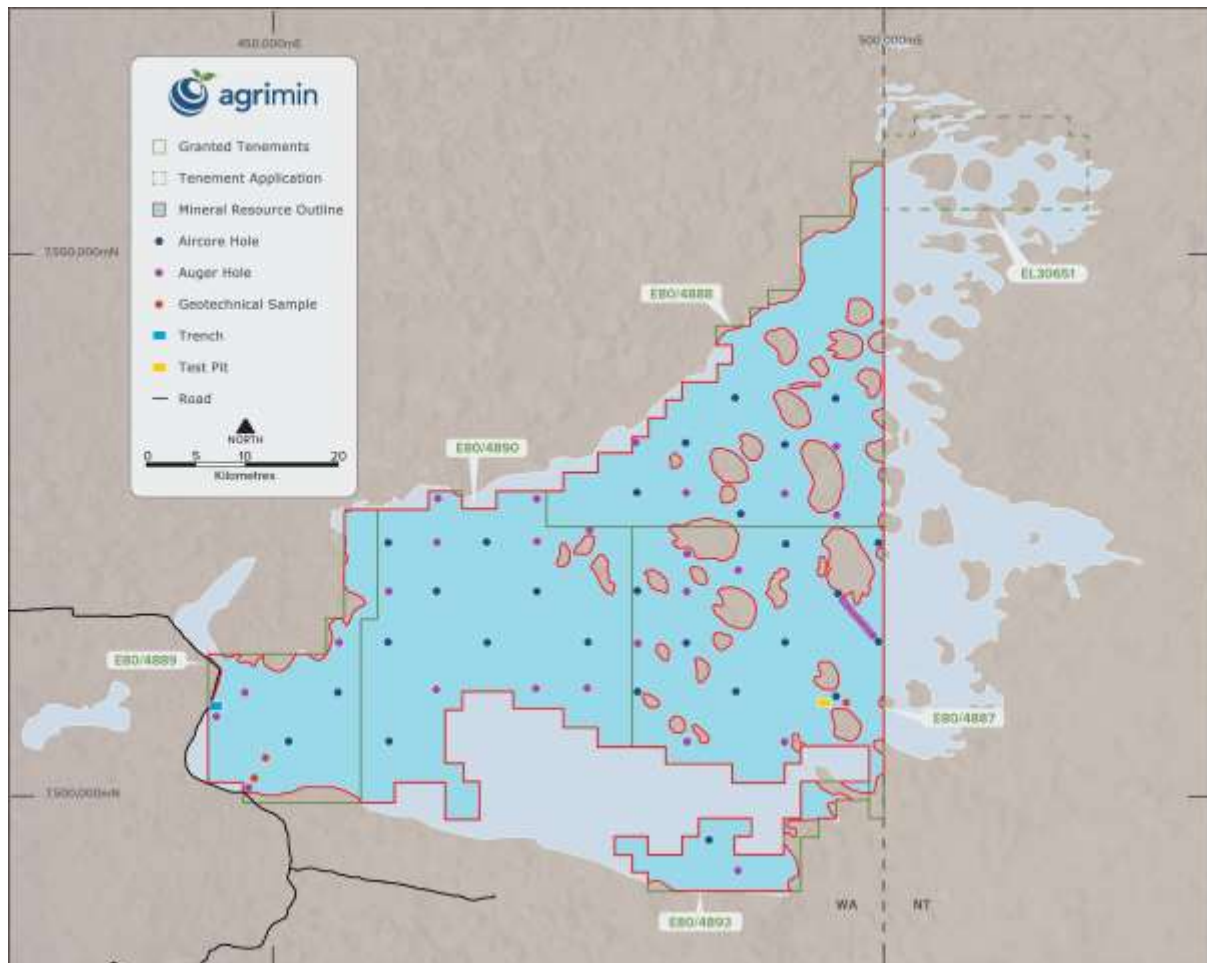 450,000mE
500,000mE
agrimin
Granted Tenements
Tenement Application
Mineral Resource Outline
Aircore Hole
Auger Hole
Geotechnical Sample
Trench
Test Pit
Road
NORTH
0 5 10 20
Kilometres
7,550,000mN
EL30651
E80/4888
E80/4890
E80/4889
E80/4887
7,500,000mN
WA
NT
E80/4893